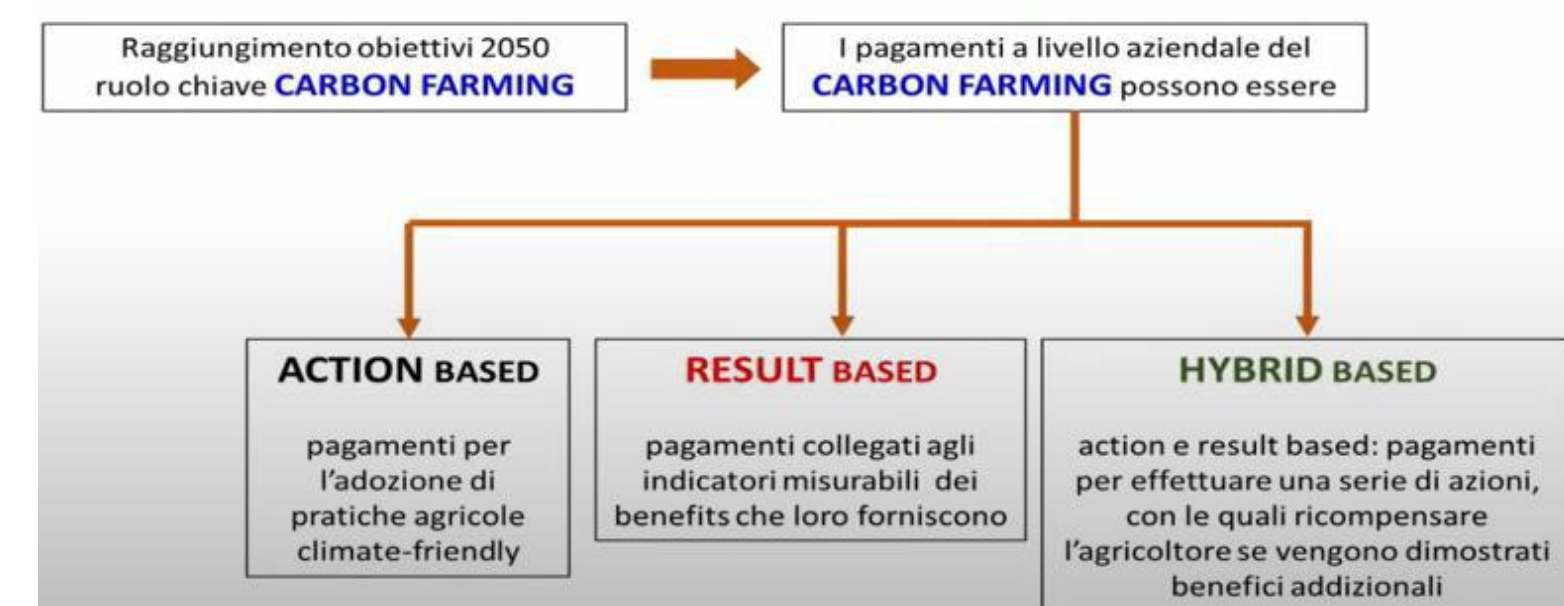 Raggiungimento obiettivi 2050
ruolo chiave CARBON FARMING
I pagamenti a livello aziendale del
CARBON FARMING possono essere
ACTION BASED
pagamenti per
l'adozione di
pratiche agricole
climate-friendly
RESULT BASED
pagamenti collegati agli
indicatori misurabili dei
benefits che loro forniscono
HYBRID BASED
action e result based: pagamenti
per effettuare una serie di azioni,
con le quali ricompensare
l'agricoltore se vengono dimostrati
benefici addizionali